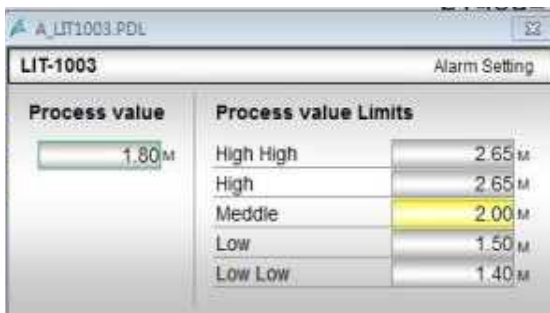 A_LIT1003.PDL
LIT-1003 Alarm Setting
Process value Process value Limits
1.80 M High High 2.65 M
High 2.65 M
Meddle 2.00 M
Low 1.50 M
Low Low 1.40 M